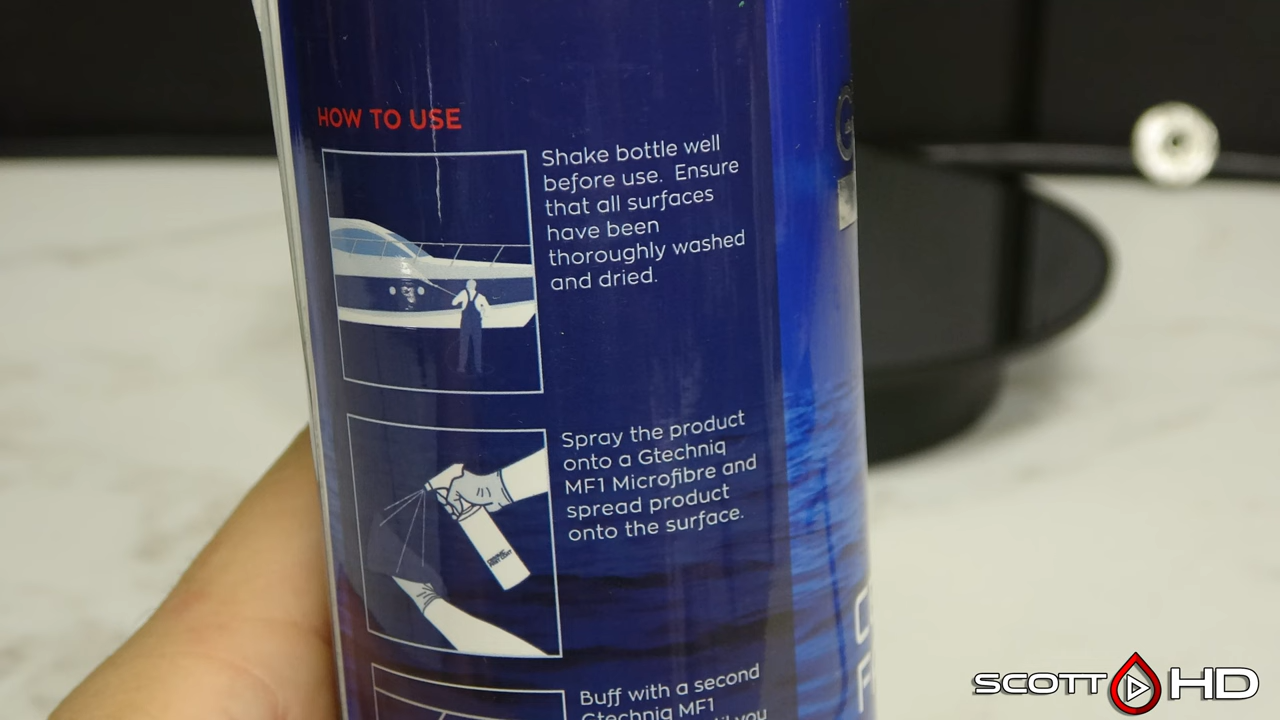 HOW TO USE
Shake bottle well
before use. Ensure
that all surfaces
have been
thoroughly washed
and dried.
Spray the product
onto a Gtechniq
MF1 Microfibre and
spread product
onto the surface.
Buff with a second
Gtechniq MF1
you
SCOTT HD